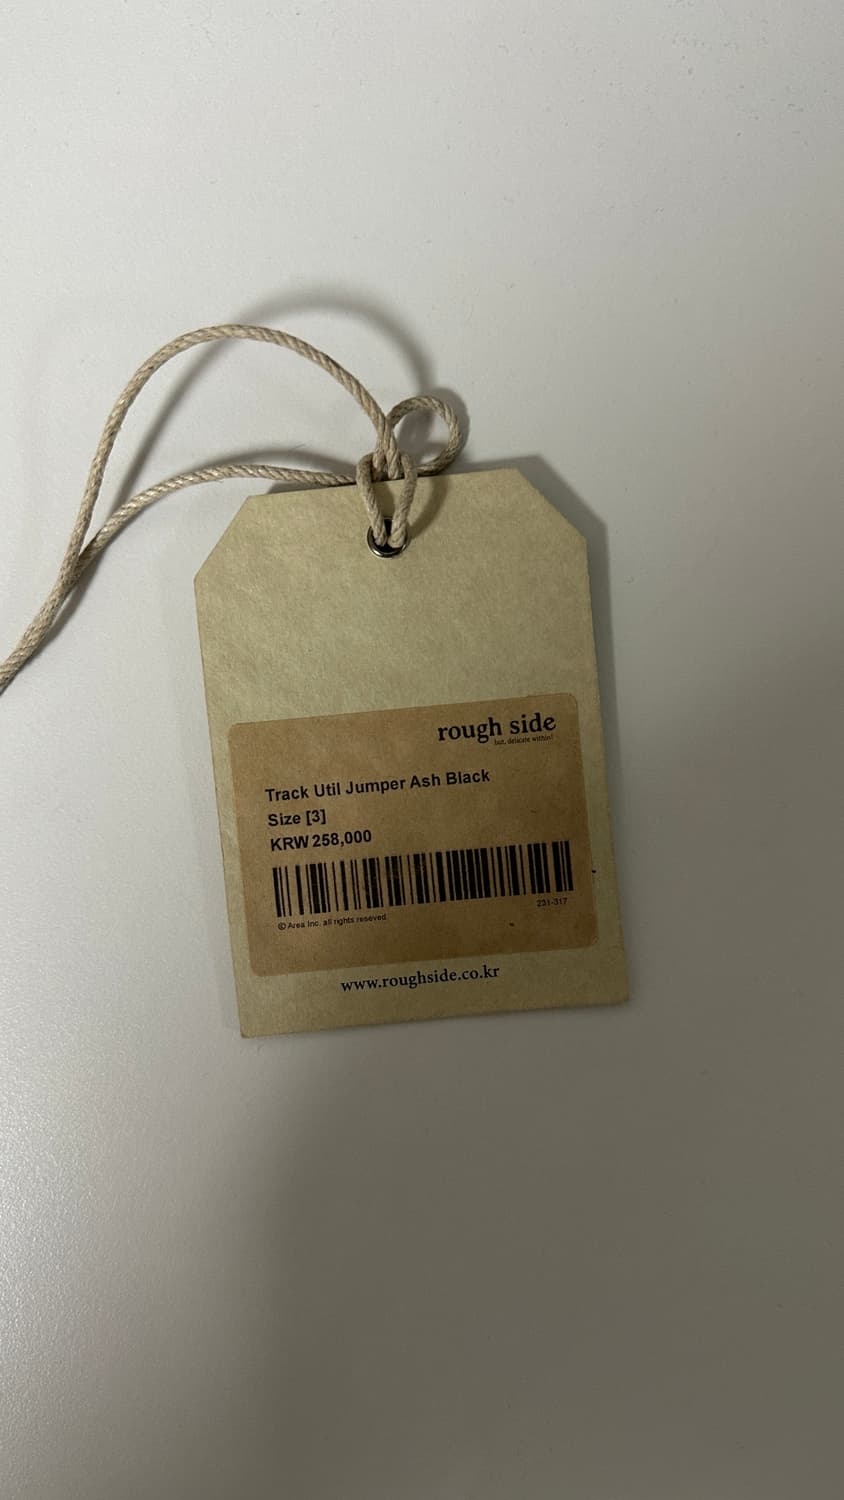 rough side
but, delicate within!
Track Util Jumper Ash Black
Size [3]
KRW 258,000
231-317
© Area Inc. all rights reseved.
www.roughside.co.kr